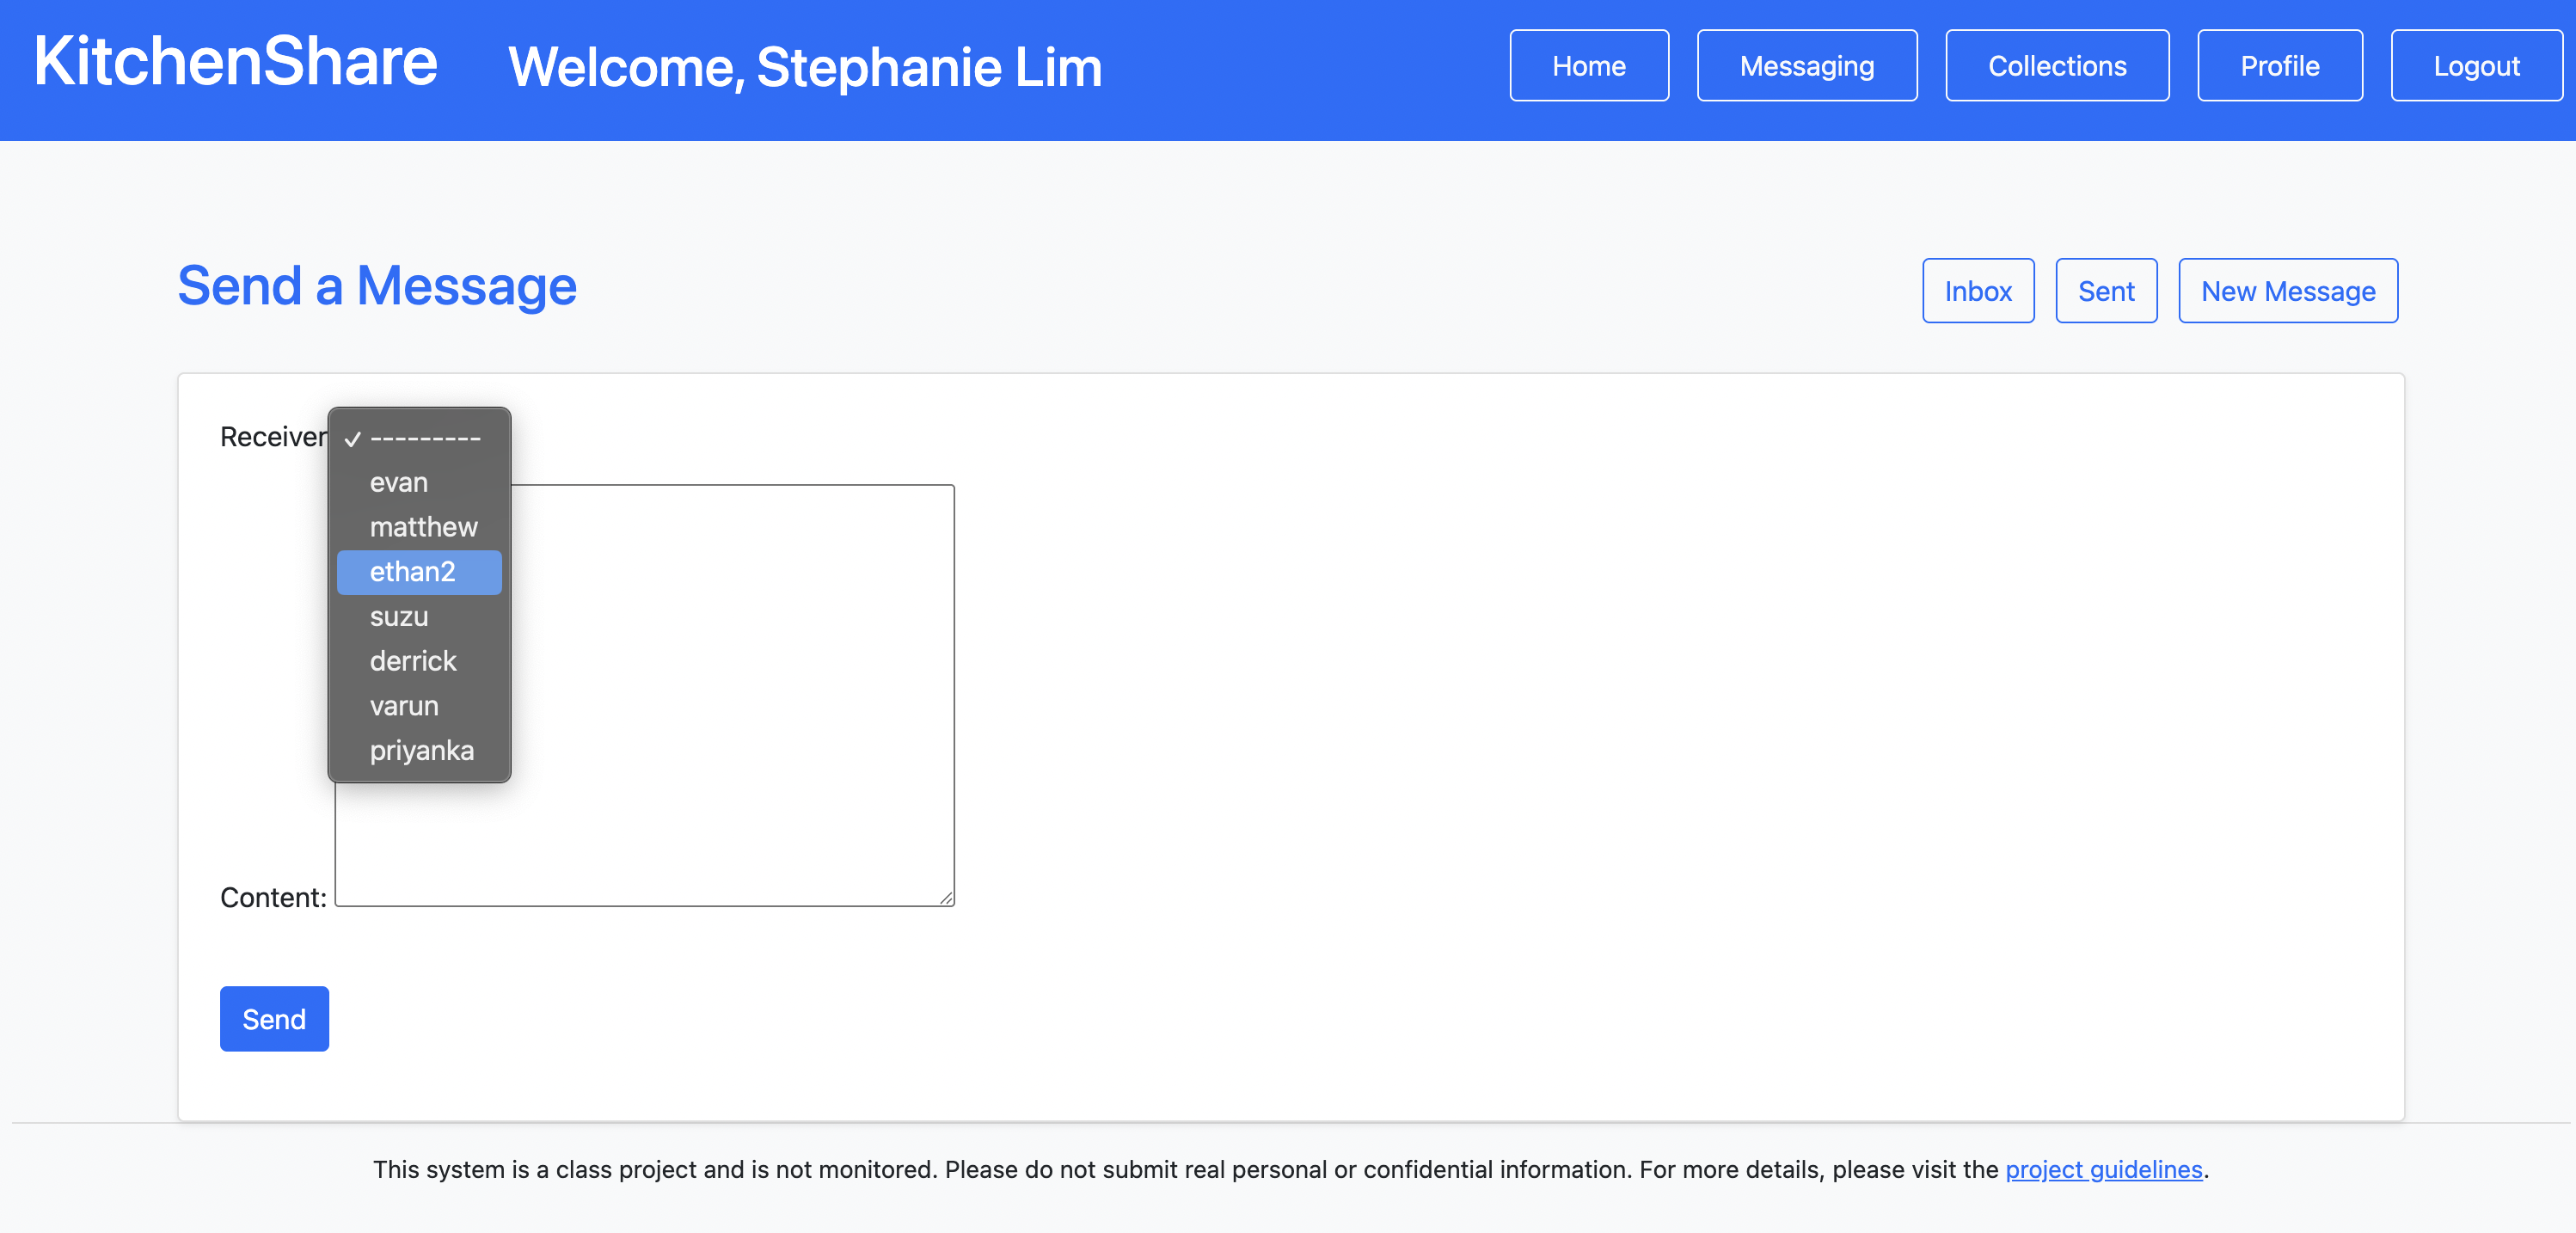 KitchenShare Welcome, Stephanie Lim Home Messaging Collections Profile Logout
Send a Message Inbox Sent New Message
Receiver
✓ ---------
evan
matthew
ethan2
suzu
derrick
varun
priyanka
Content:
Send
This system is a class project and is not monitored. Please do not submit real personal or confidential information. For more details, please visit the project guidelines.